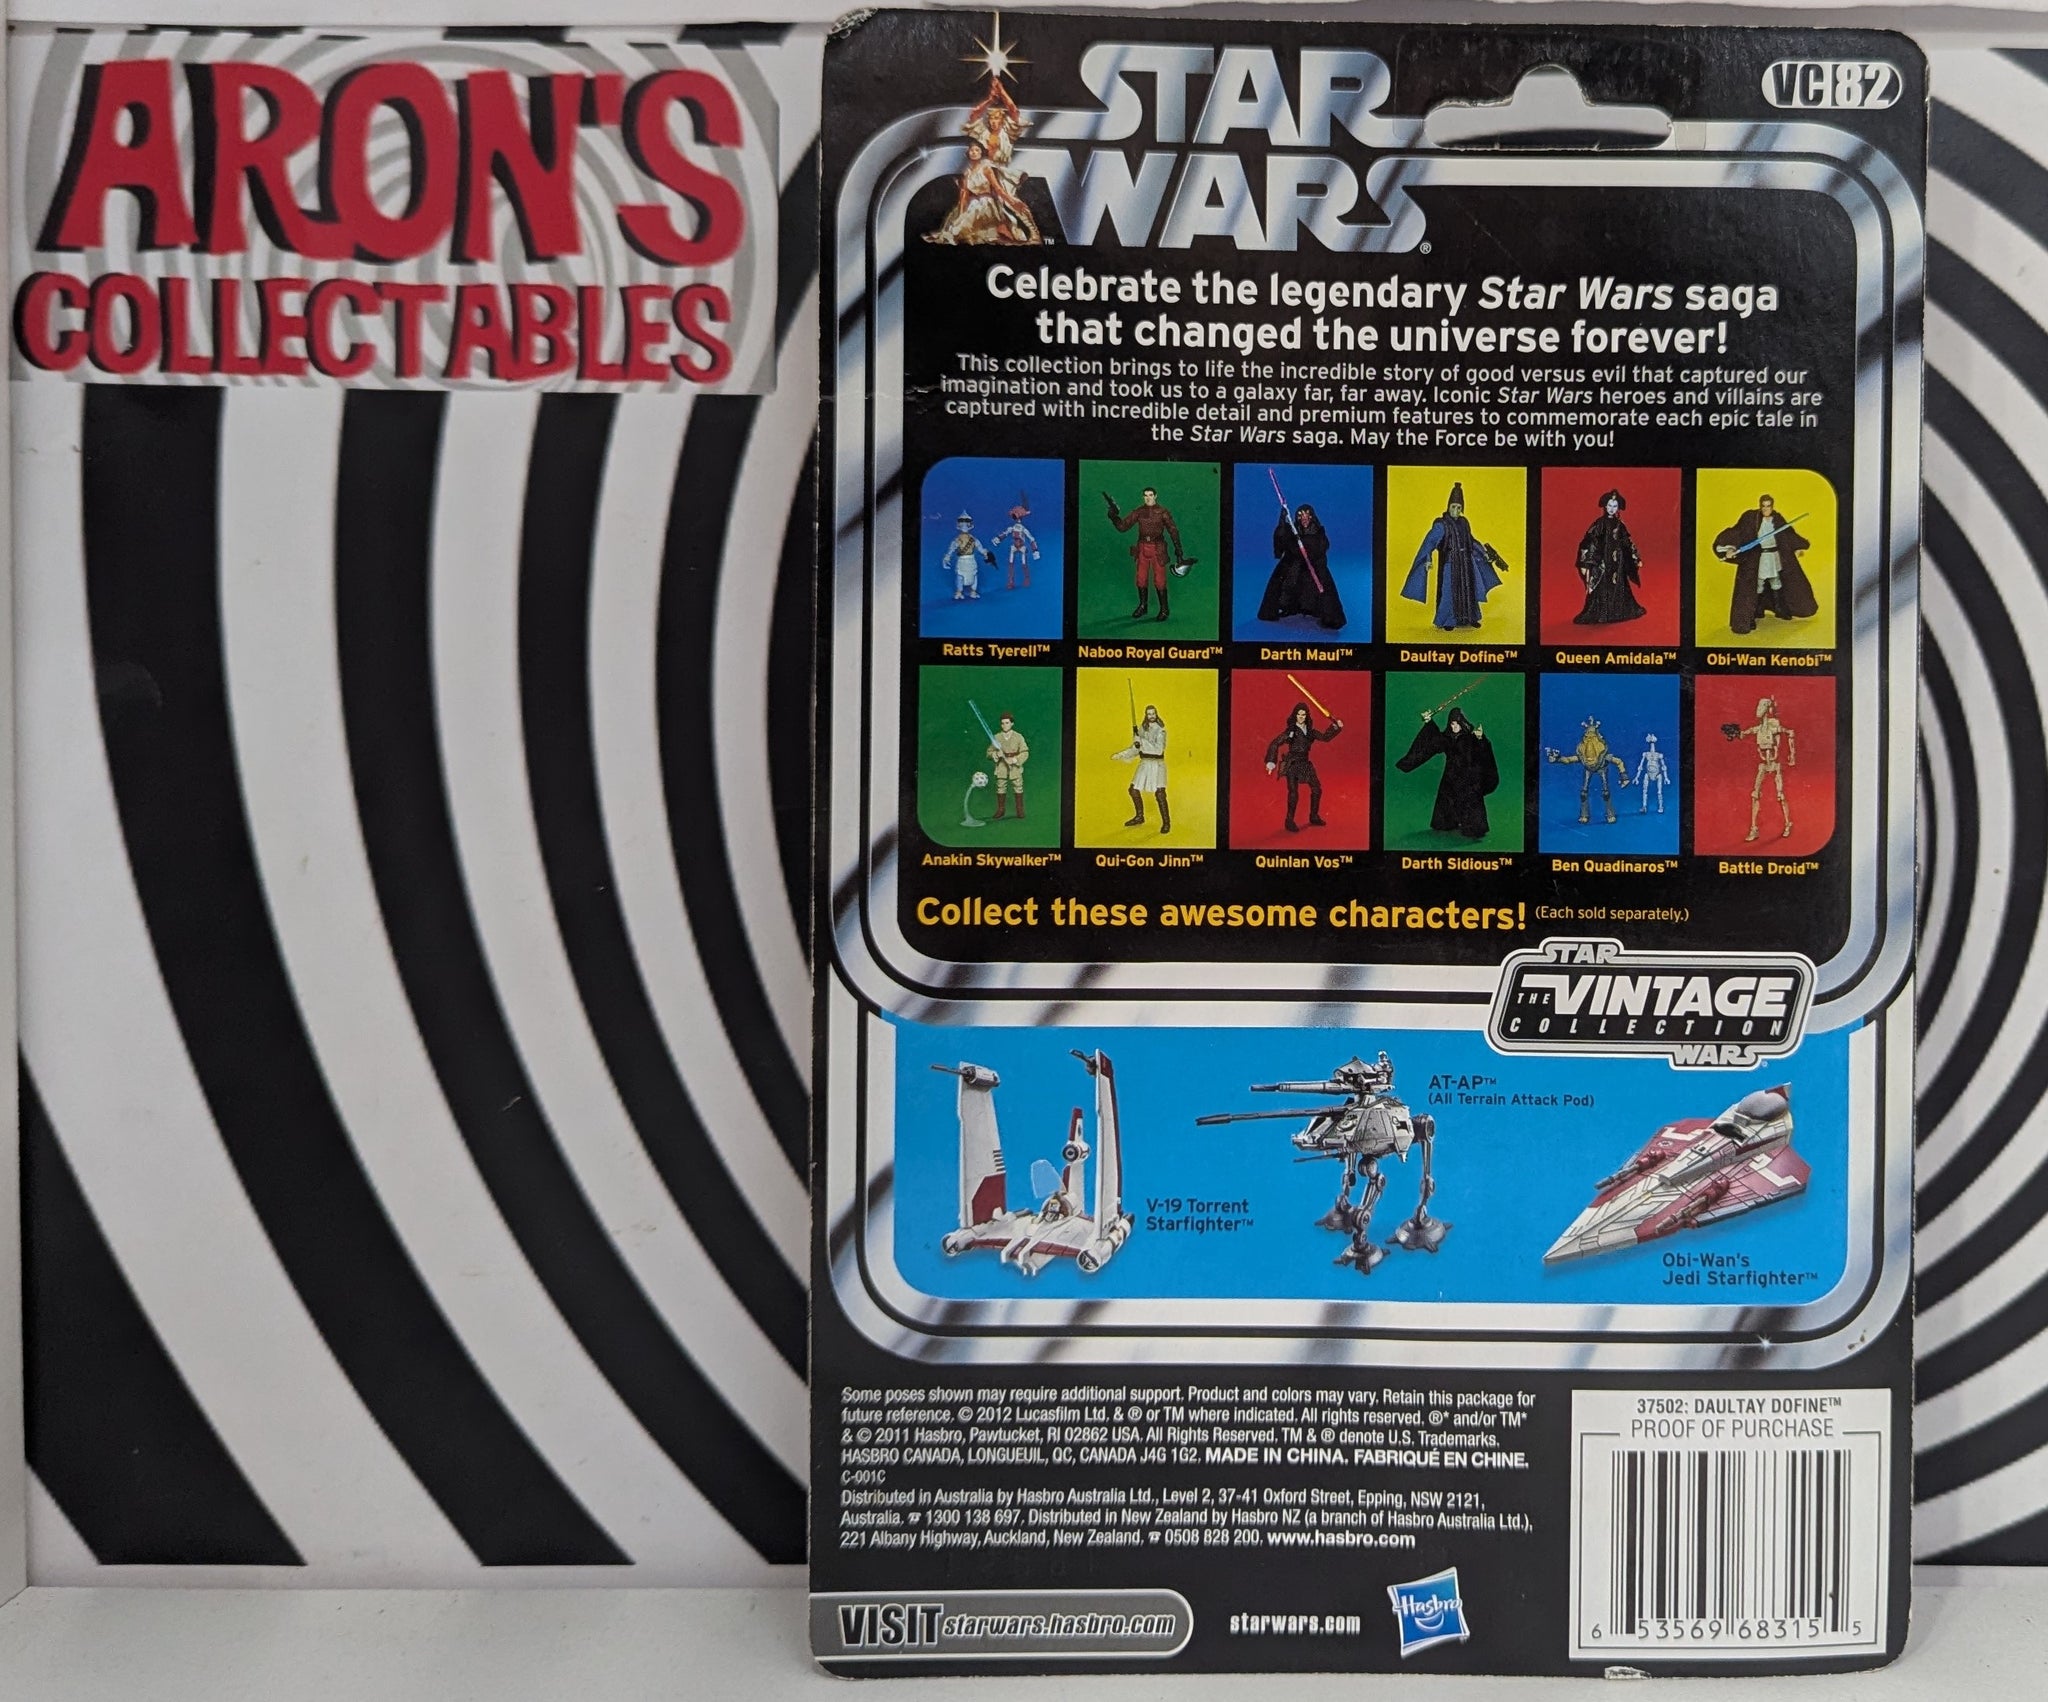 ARON'S
COLLECTABLES
STAR
WARS®
™
VC82
Celebrate the legendary Star Wars saga
that changed the universe forever!
This collection brings to life the incredible story of good versus evil that captured our
imagination and took us to a galaxy far, far away. Iconic Star Wars heroes and villains are
captured with incredible detail and premium features to commemorate each epic tale in
the Star Wars saga. May the Force be with you!
Ratts Tyerell™ Naboo Royal Guard™ Darth Maul™ Daultay Dofine™ Queen Amidala™ Obi-Wan Kenobi™
Anakin Skywalker™ Qui-Gon Jinn™ Quinlan Vos™ Darth Sidious™ Ben Quadinaros™ Battle Droid™
Collect these awesome characters! (Each sold separately.)
STAR
THE VINTAGE
COLLECTION
WARS®
AT-AP™
(All Terrain Attack Pod)
V-19 Torrent
Starfighter™
Obi-Wan's
Jedi Starfighter™
Some poses shown may require additional support. Product and colors may vary. Retain this package for
future reference. © 2012 Lucasfilm Ltd. & ® or TM where indicated. All rights reserved. ®* and/or TM*
& © 2011 Hasbro, Pawtucket, RI 02862 USA. All Rights Reserved. TM & ® denote U.S. Trademarks.
HASBRO CANADA, LONGUEUIL, QC, CANADA J4G 1G2. MADE IN CHINA. FABRIQUÉ EN CHINE.
C-001C
Distributed in Australia by Hasbro Australia Ltd., Level 2, 37-41 Oxford Street, Epping, NSW 2121,
Australia. ☎ 1300 138 697. Distributed in New Zealand by Hasbro NZ (a branch of Hasbro Australia Ltd.),
221 Albany Highway, Auckland, New Zealand. ☎ 0508 828 200. www.hasbro.com
37502: DAULTAY DOFINE™
PROOF OF PURCHASE
6 53569 68315 5
VISIT starwars.hasbro.com
starwars.com
Hasbro